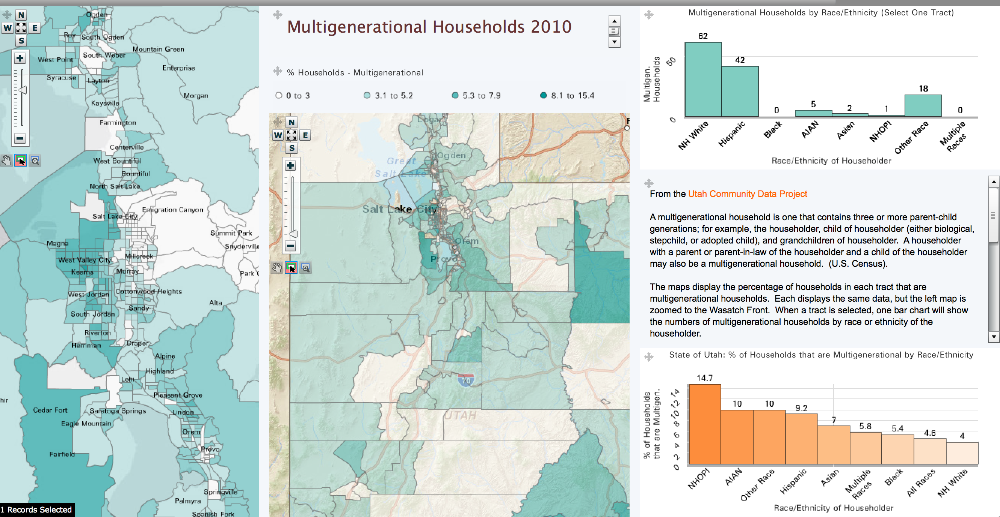 N
W
E
S
Ogden
Roy
South Ogden
Mountain Green
South Weber
West Point
Enterprise
Syracuse
Layton
Morgan
Kaysville
Farmington
Centerville
West Bountiful
Bountiful
North Salt Lake
Emigration Canyon
Salt Lake City
Summit Park
Magna
Snyderville
Millcreek
West Valley City
Kearns
Murray
Park C
Cottonwood Heights
West Jordan
Alta
Sandy
South Jordan
Riverton
Draper
Herriman
Alpine
Highland
Lehi
Pleasant Grove
hir
Cedar Fort
Saratoga Springs
Lindon
Eagle Mountain
Orem
Provo
Fairfield
Springville
Palmyra
Spanish Fork
1 Records Selected
Multigenerational Households 2010
% Households - Multigenerational
0 to 3
3.1 to 5.2
5.3 to 7.9
8.1 to 15.4
N
W
E
S
Logan
Ogden
Great
Salt Lake
Salt Lake City
Orem
Provo
70
UTAH
Multigenerational Households by Race/Ethnicity (Select One Tract)
Multigen.
Households
50
0
62
42
0
5
2
1
18
0
NH White
Hispanic
Black
AIAN
Asian
NHOPI
Other Race
Multiple
Races
Race/Ethnicity of Householder
From the Utah Community Data Project
A multigenerational household is one that contains three or more parent-child
generations; for example, the householder, child of householder (either biological,
stepchild, or adopted child), and grandchildren of householder. A householder
with a parent or parent-in-law of the householder and a child of the householder
may also be a multigenerational household. (U.S. Census).
The maps display the percentage of households in each tract that are
multigenerational households. Each displays the same data, but the left map is
zoomed to the Wasatch Front. When a tract is selected, one bar chart will show
the numbers of multigenerational households by race or ethnicity of the
householder.
State of Utah: % of Households that are Multigenerational by Race/Ethnicity
% of Households
that are Multigen.
14
12
10
8
6
4
2
0
14.7
10
10
9.2
7
5.8
5.4
4.6
4
NHOPI
AIAN
Other Race
Hispanic
Asian
Multiple
Races
Black
All Races
NH White
Race/Ethnicity of Householder